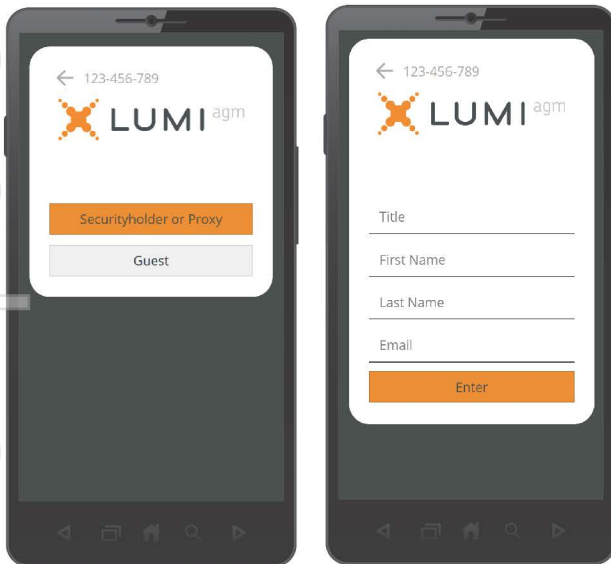 123-456-789
LUMI agm
Securityholder or Proxy
Guest
123-456-789
LUMI agm
Title
First Name
Last Name
Email
Enter